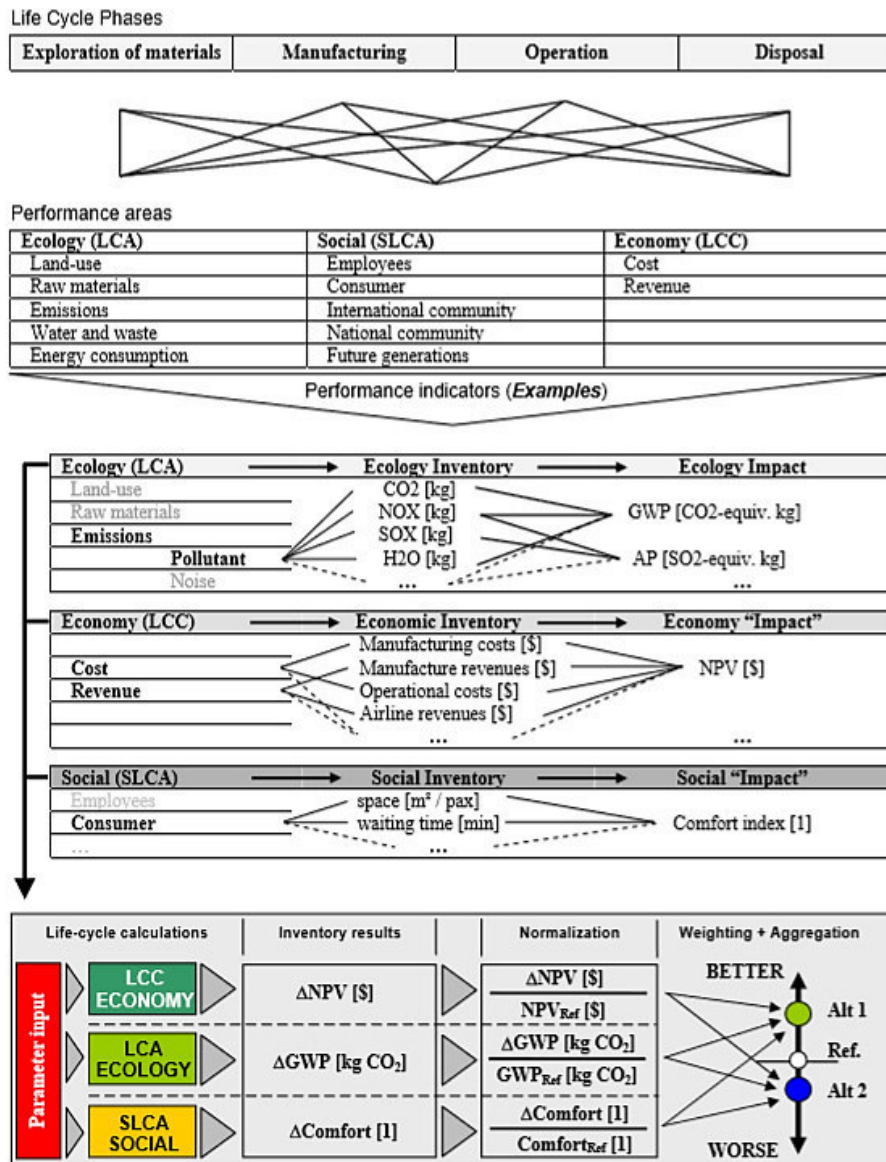 Life Cycle Phases
Exploration of materials Manufacturing Operation Disposal
Performance areas
Ecology (LCA) Social (SLCA) Economy (LCC)
Land-use Employees Cost
Raw materials Consumer Revenue
Emissions International community
Water and waste National community
Energy consumption Future generations
Performance indicators (Examples)
Ecology (LCA) Ecology Inventory Ecology Impact
Land-use CO2 [kg]
Raw materials NOX [kg] GWP [CO2-equiv. kg]
Emissions SOX [kg]
Pollutant H2O [kg] AP [SO2-equiv. kg]
Noise ... ...
Economy (LCC) Economic Inventory Economy “Impact”
Manufacturing costs [$]
Cost Manufacture revenues [$] NPV [$]
Revenue Operational costs [$]
Airline revenues [$]
... ...
Social (SLCA) Social Inventory Social “Impact”
Employees space [m² / pax]
Consumer waiting time [min] Comfort index [1]
... ...
Life-cycle calculations Inventory results Normalization Weighting + Aggregation
Parameter input
LCC
ECONOMY
ΔNPV [$]
ΔNPV [$]
NPVRef [$]
LCA
ECOLOGY
ΔGWP [kg CO₂]
ΔGWP [kg CO₂]
GWPRef [kg CO₂]
SLCA
SOCIAL
ΔComfort [1]
ΔComfort [1]
ComfortRef [1]
BETTER
Alt 1
Ref.
Alt 2
WORSE